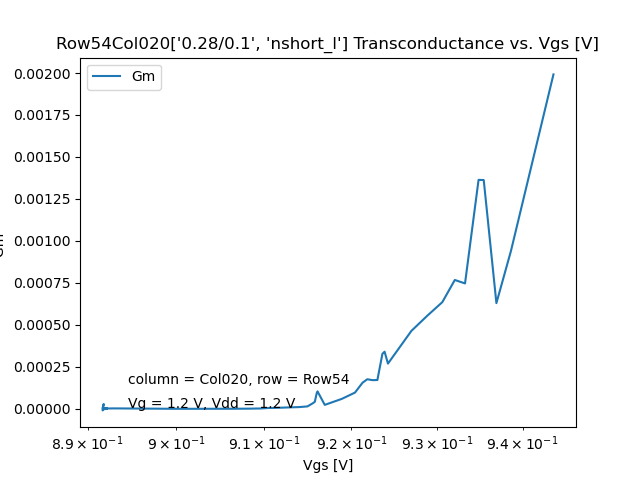 Row54Col020['0.28/0.1', 'nshort_l'] Transconductance vs. Vgs [V]
Gm
0.00200
0.00175
0.00150
0.00125
0.00100
0.00075
0.00050
0.00025
0.00000
column = Col020, row = Row54
Vg = 1.2 V, Vdd = 1.2 V
8.9 × 10⁻¹ 9 × 10⁻¹ 9.1 × 10⁻¹ 9.2 × 10⁻¹ 9.3 × 10⁻¹ 9.4 × 10⁻¹
Vgs [V]